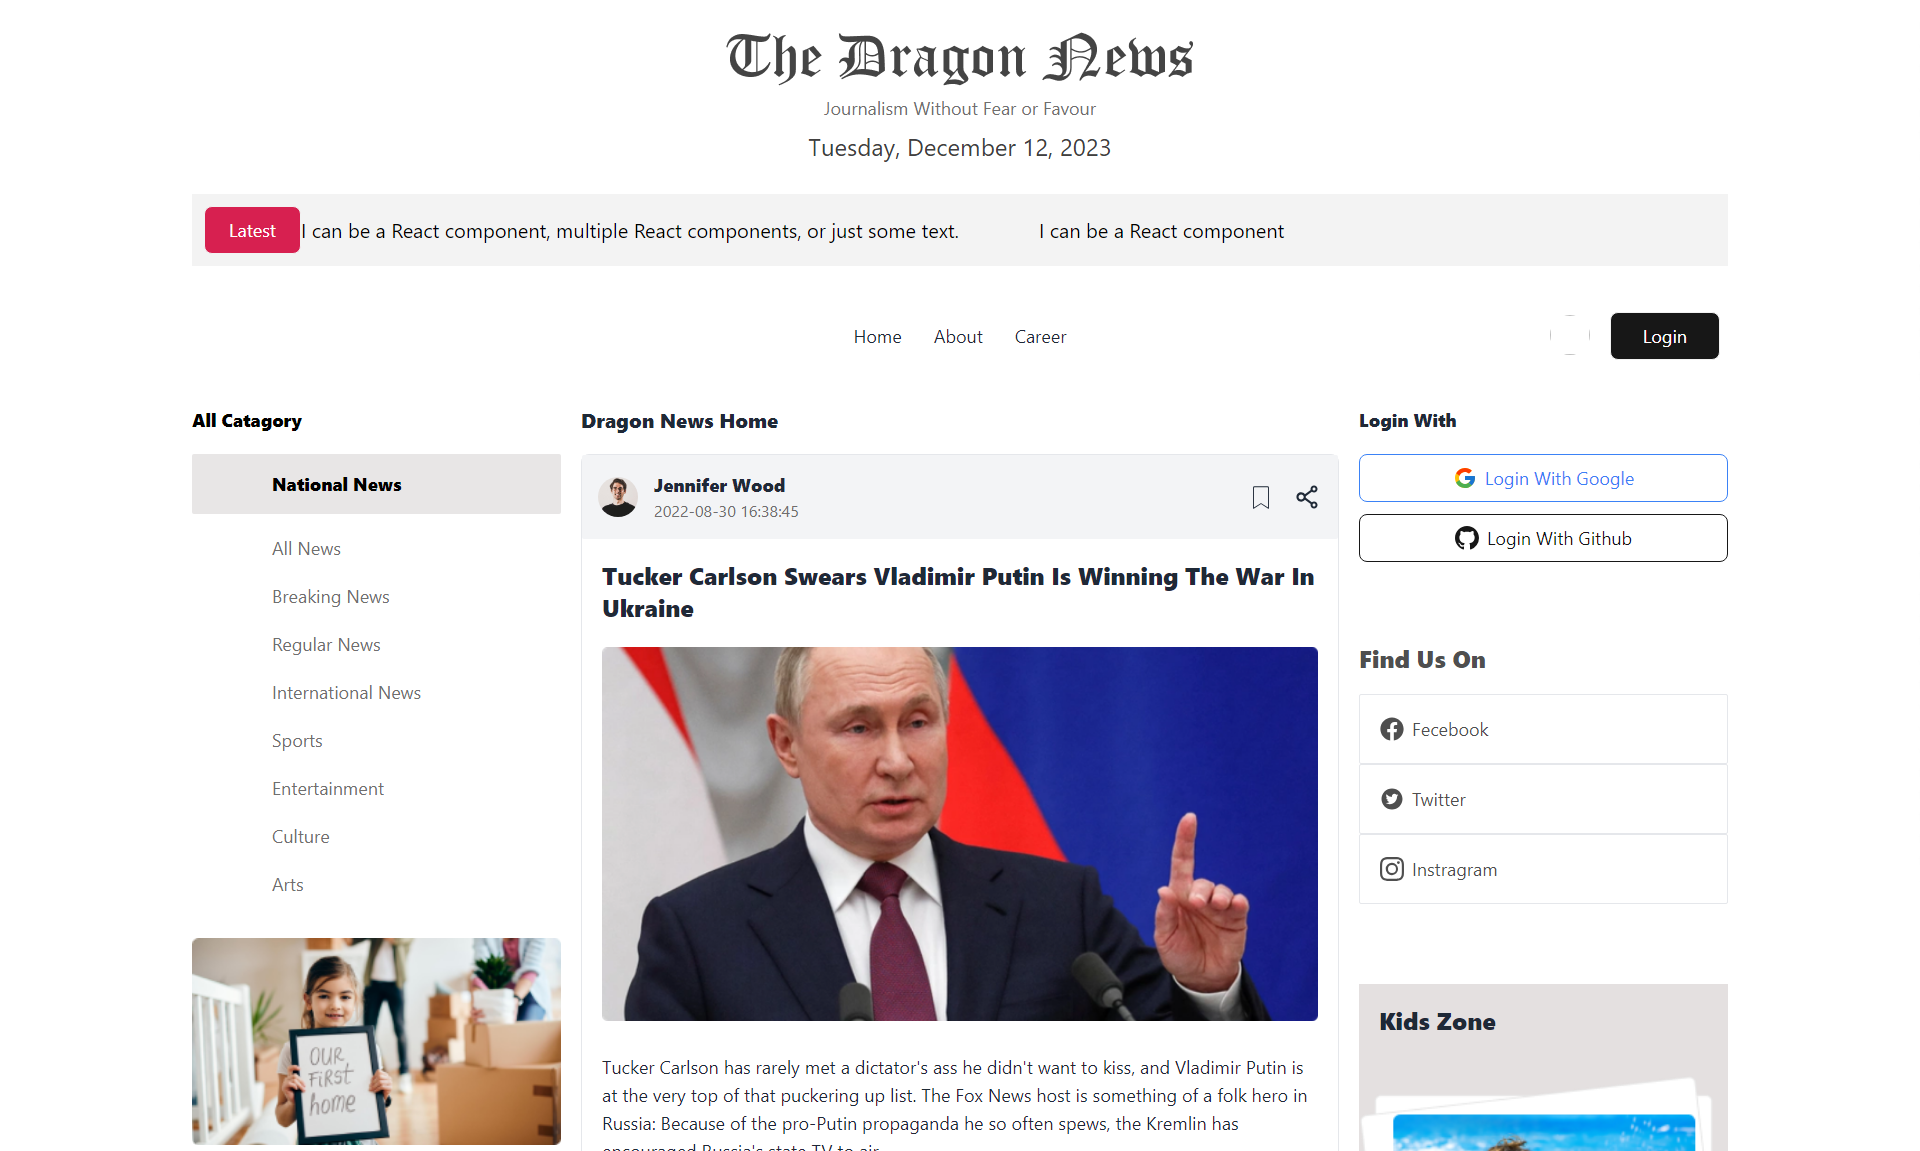 The Dragon News
Journalism Without Fear or Favour
Tuesday, December 12, 2023
Latest
I can be a React component, multiple React components, or just some text.
I can be a React component
Home
About
Career
Login
All Catagory
National News
All News
Breaking News
Regular News
International News
Sports
Entertainment
Culture
Arts
OUR
FIRST
home
Dragon News Home
Jennifer Wood
2022-08-30 16:38:45
Tucker Carlson Swears Vladimir Putin Is Winning The War In
Ukraine
Tucker Carlson has rarely met a dictator's ass he didn't want to kiss, and Vladimir Putin is
at the very top of that puckering up list. The Fox News host is something of a folk hero in
Russia: Because of the pro-Putin propaganda he so often spews, the Kremlin has
encouraged Russia's state TV to air
Login With
Login With Google
Login With Github
Find Us On
Fecebook
Twitter
Instragram
Kids Zone